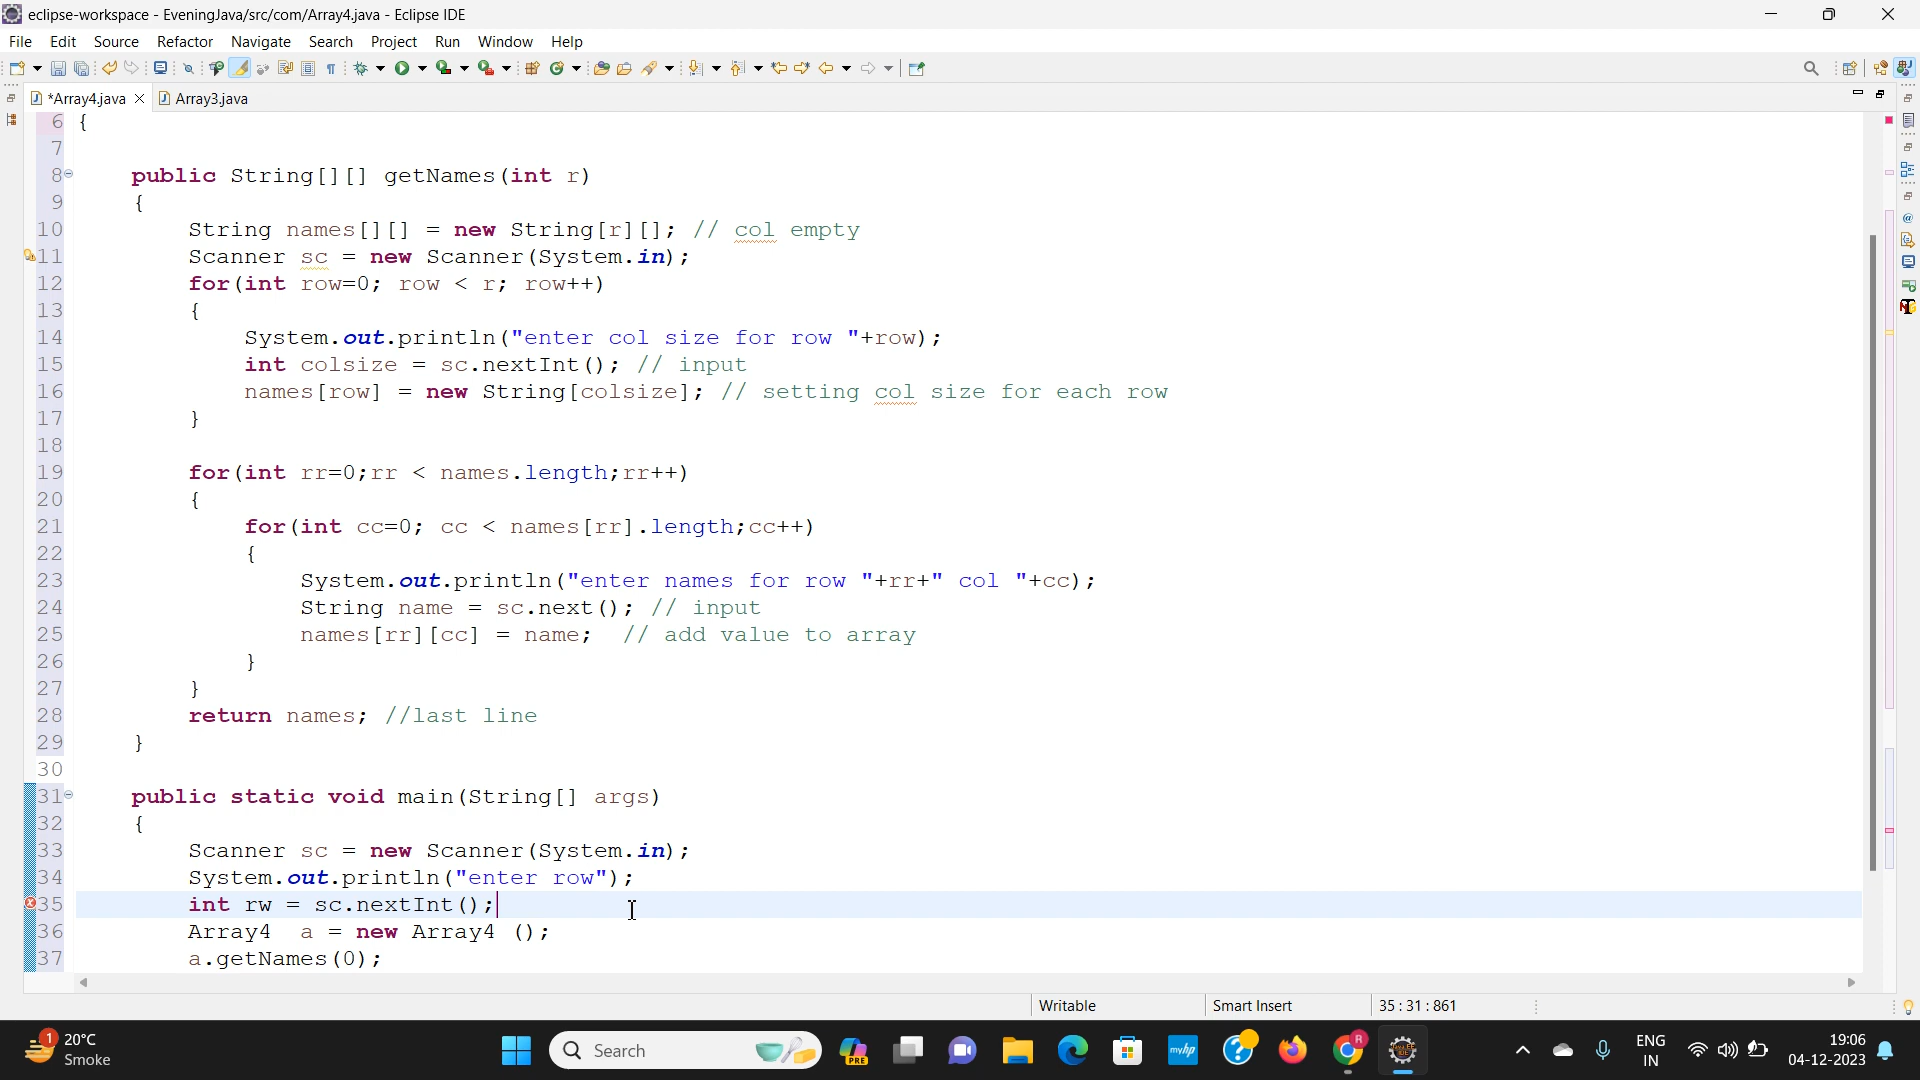 eclipse-workspace - EveningJava/src/com/Array4.java - Eclipse IDE
File Edit Source Refactor Navigate Search Project Run Window Help
*Array4.java Array3.java
6 {
7
8 public String[][] getNames(int r)
9 {
10 String names[][] = new String[r][]; // col empty
11 Scanner sc = new Scanner(System.in);
12 for(int row=0; row < r; row++)
13 {
14 System.out.println("enter col size for row "+row);
15 int colsize = sc.nextInt(); // input
16 names[row] = new String[colsize]; // setting col size for each row
17 }
18
19 for(int rr=0;rr < names.length;rr++)
20 {
21 for(int cc=0; cc < names[rr].length;cc++)
22 {
23 System.out.println("enter names for row "+rr+" col "+cc);
24 String name = sc.next(); // input
25 names[rr][cc] = name; // add value to array
26 }
27 }
28 return names; //last line
29 }
30
31 public static void main(String[] args)
32 {
33 Scanner sc = new Scanner(System.in);
34 System.out.println("enter row");
35 int rw = sc.nextInt();
36 Array4 a = new Array4 ();
37 a.getNames(0);
Writable Smart Insert 35 : 31 : 861
1 20°C
Smoke
Search
PRE
myhp
R
ENG
IN
19:06
04-12-2023